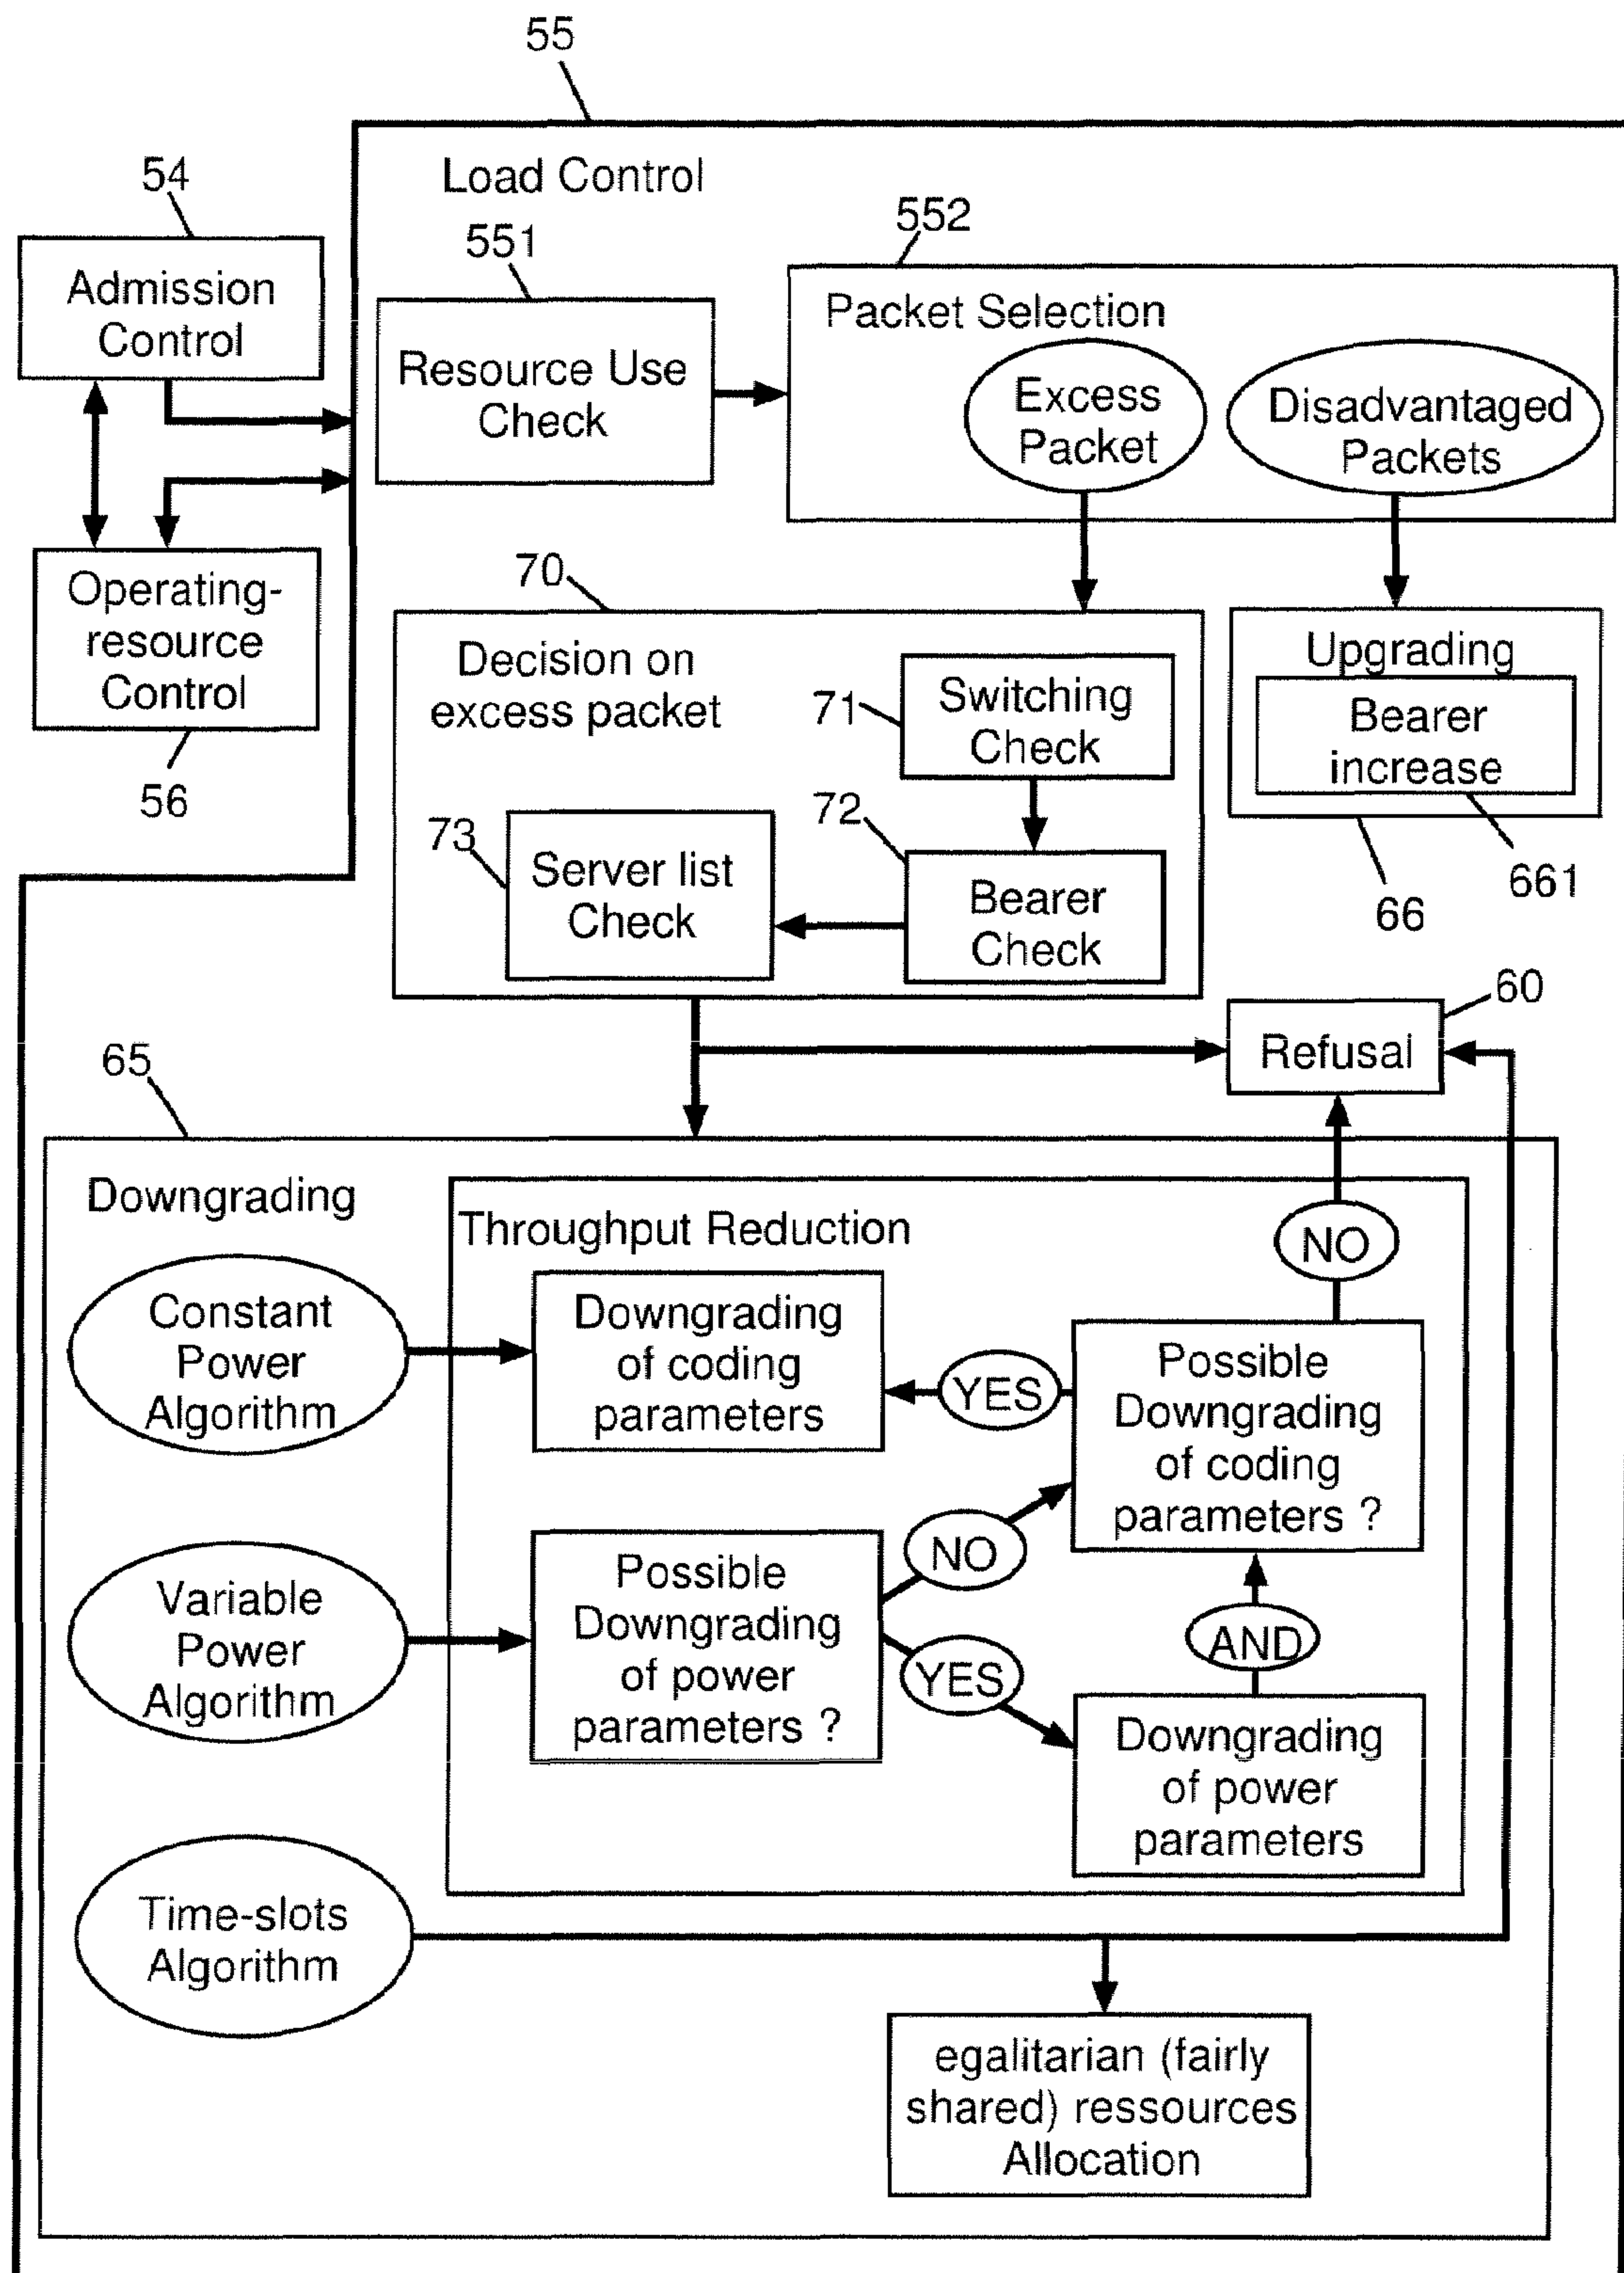 55
Load Control
54
Admission
Control
551
Resource Use
Check
552
Packet Selection
Excess
Packet
Disadvantaged
Packets
Operating-
resource
Control
56
70
Decision on
excess packet
71
Switching
Check
72
Bearer
Check
73
Server list
Check
Upgrading
Bearer
increase
661
66
60
Refusal
65
Downgrading
Throughput Reduction
NO
Constant
Power
Algorithm
Downgrading
of coding
parameters
YES
Possible
Downgrading
of coding
parameters ?
Variable
Power
Algorithm
Possible
Downgrading
of power
parameters ?
NO
YES
AND
Downgrading
of power
parameters
Time-slots
Algorithm
egalitarian (fairly
shared) ressources
Allocation